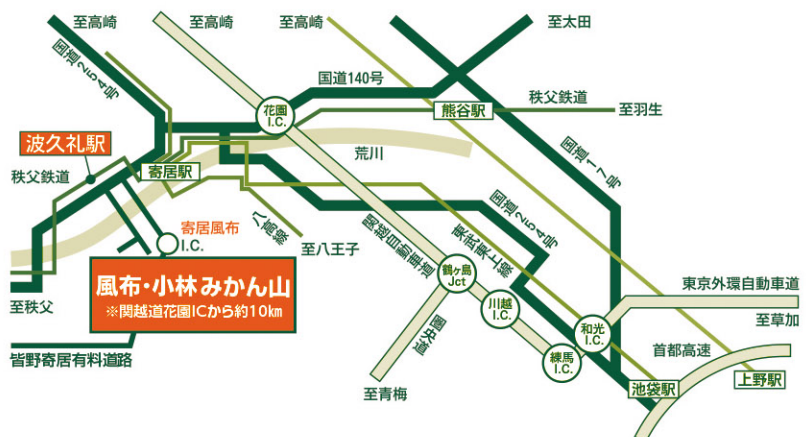 至高崎
至高崎
至高崎
至太田
国道254号
国道140号
花園
I.C.
熊谷駅
秩父鉄道
至羽生
波久礼駅
秩父鉄道
寄居駅
荒川
国道17号
寄居風布
I.C.
八高線
至八王子
関越自動車道
国道254号
東武東上線
風布・小林みかん山
※関越道花園ICから約10km
鶴ヶ島
Jct
川越
I.C.
東京外環自動車道
至秩父
圏央道
和光
I.C.
至草加
練馬
I.C.
首都高速
皆野寄居有料道路
至青梅
池袋駅
上野駅